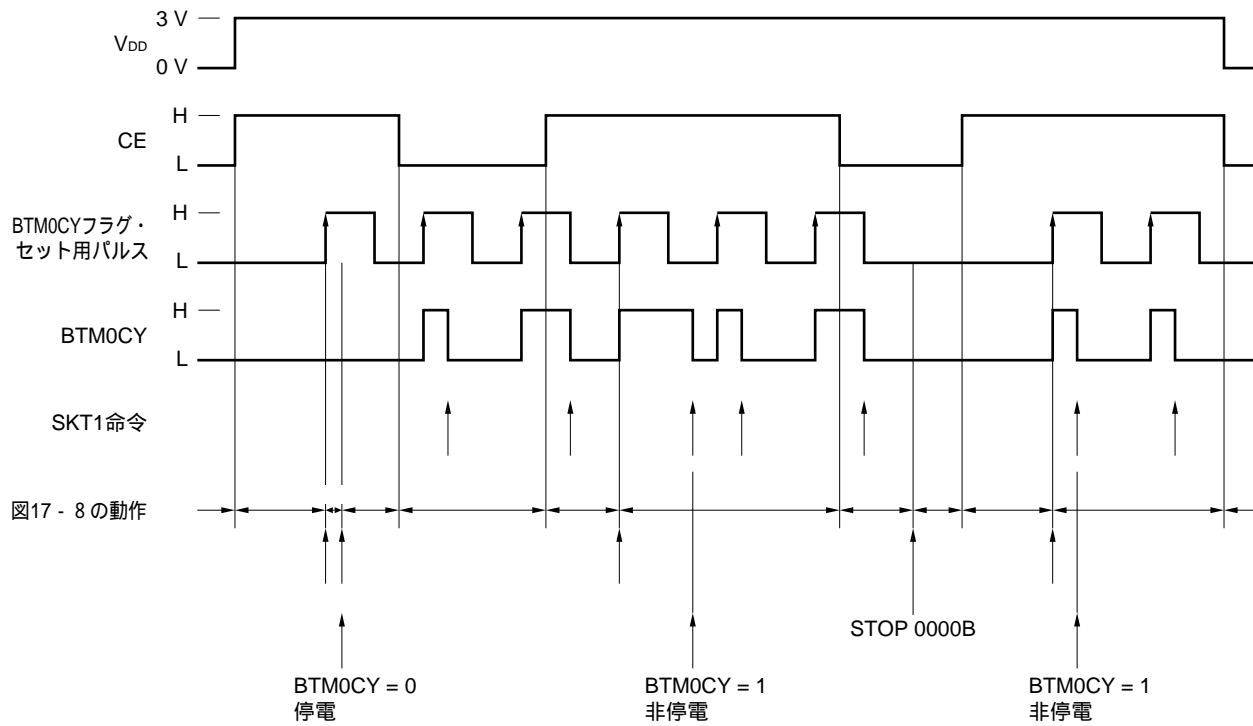 3 V
VDD
0 V
H
CE
L
H
BTM0CYフラグ・
セット用パルス
L
H
BTM0CY
L
SKT1命令
図17 - 8 の動作
STOP 0000B
BTM0CY = 0
停電
BTM0CY = 1
非停電
BTM0CY = 1
非停電